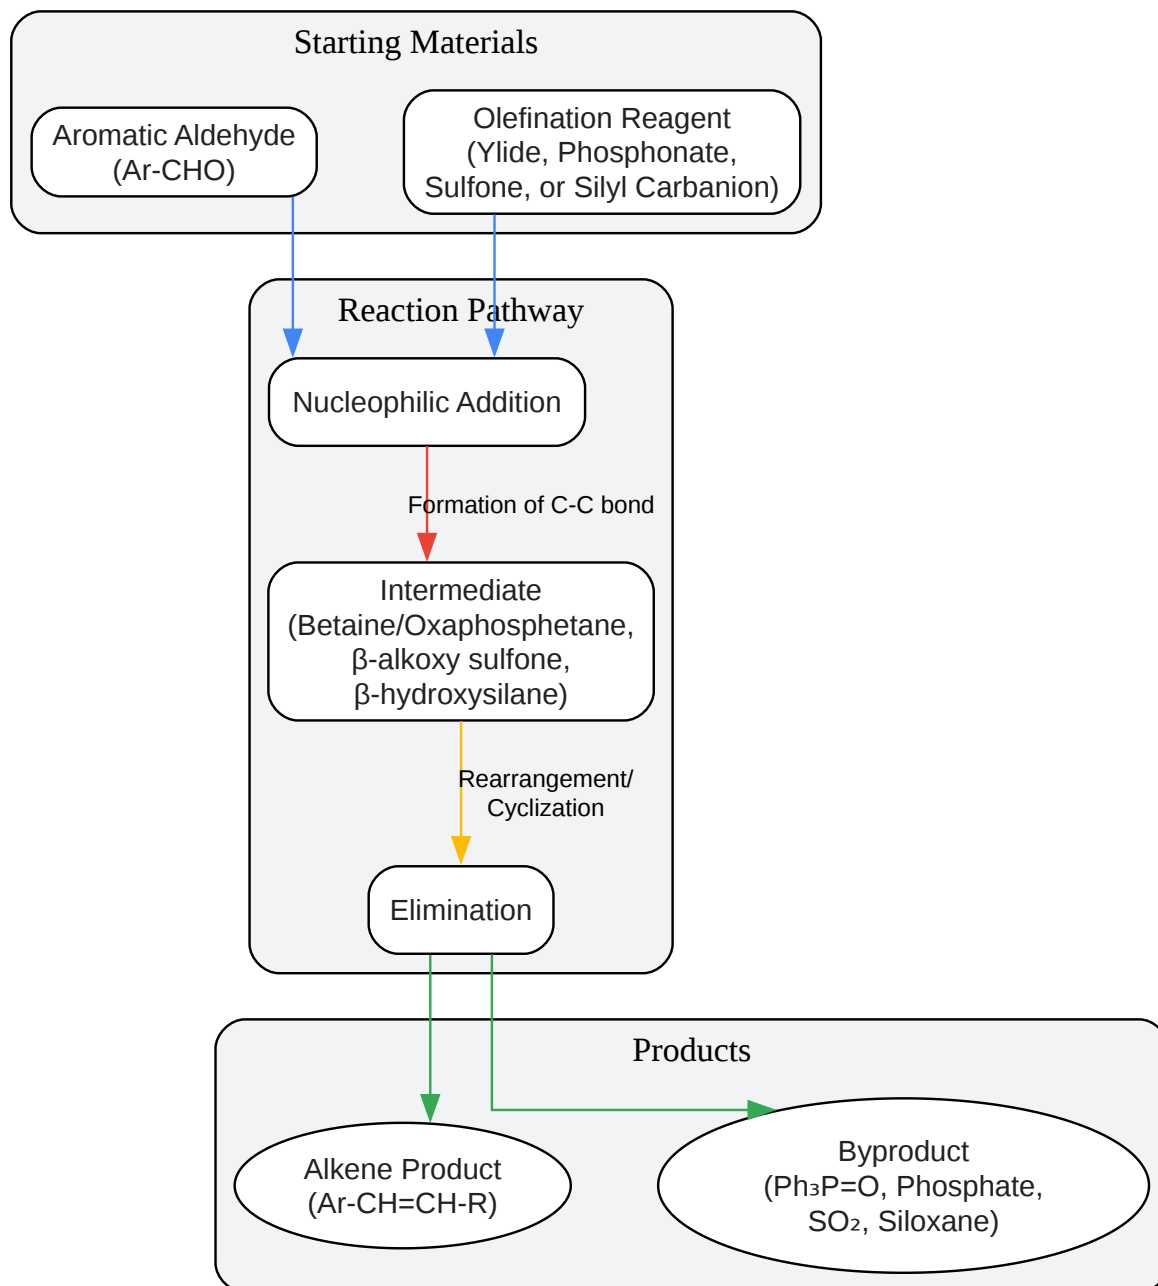 Starting Materials
Aromatic Aldehyde
(Ar-CHO)
Olefination Reagent
(Ylide, Phosphonate,
Sulfone, or Silyl Carbanion)
Reaction Pathway
Nucleophilic Addition
Formation of C-C bond
Intermediate
(Betaine/Oxaphosphetane,
β-alkoxy sulfone,
β-hydroxysilane)
Rearrangement/
Cyclization
Elimination
Products
Alkene Product
(Ar-CH=CH-R)
Byproduct
(Ph₃P=O, Phosphate,
SO₂, Siloxane)